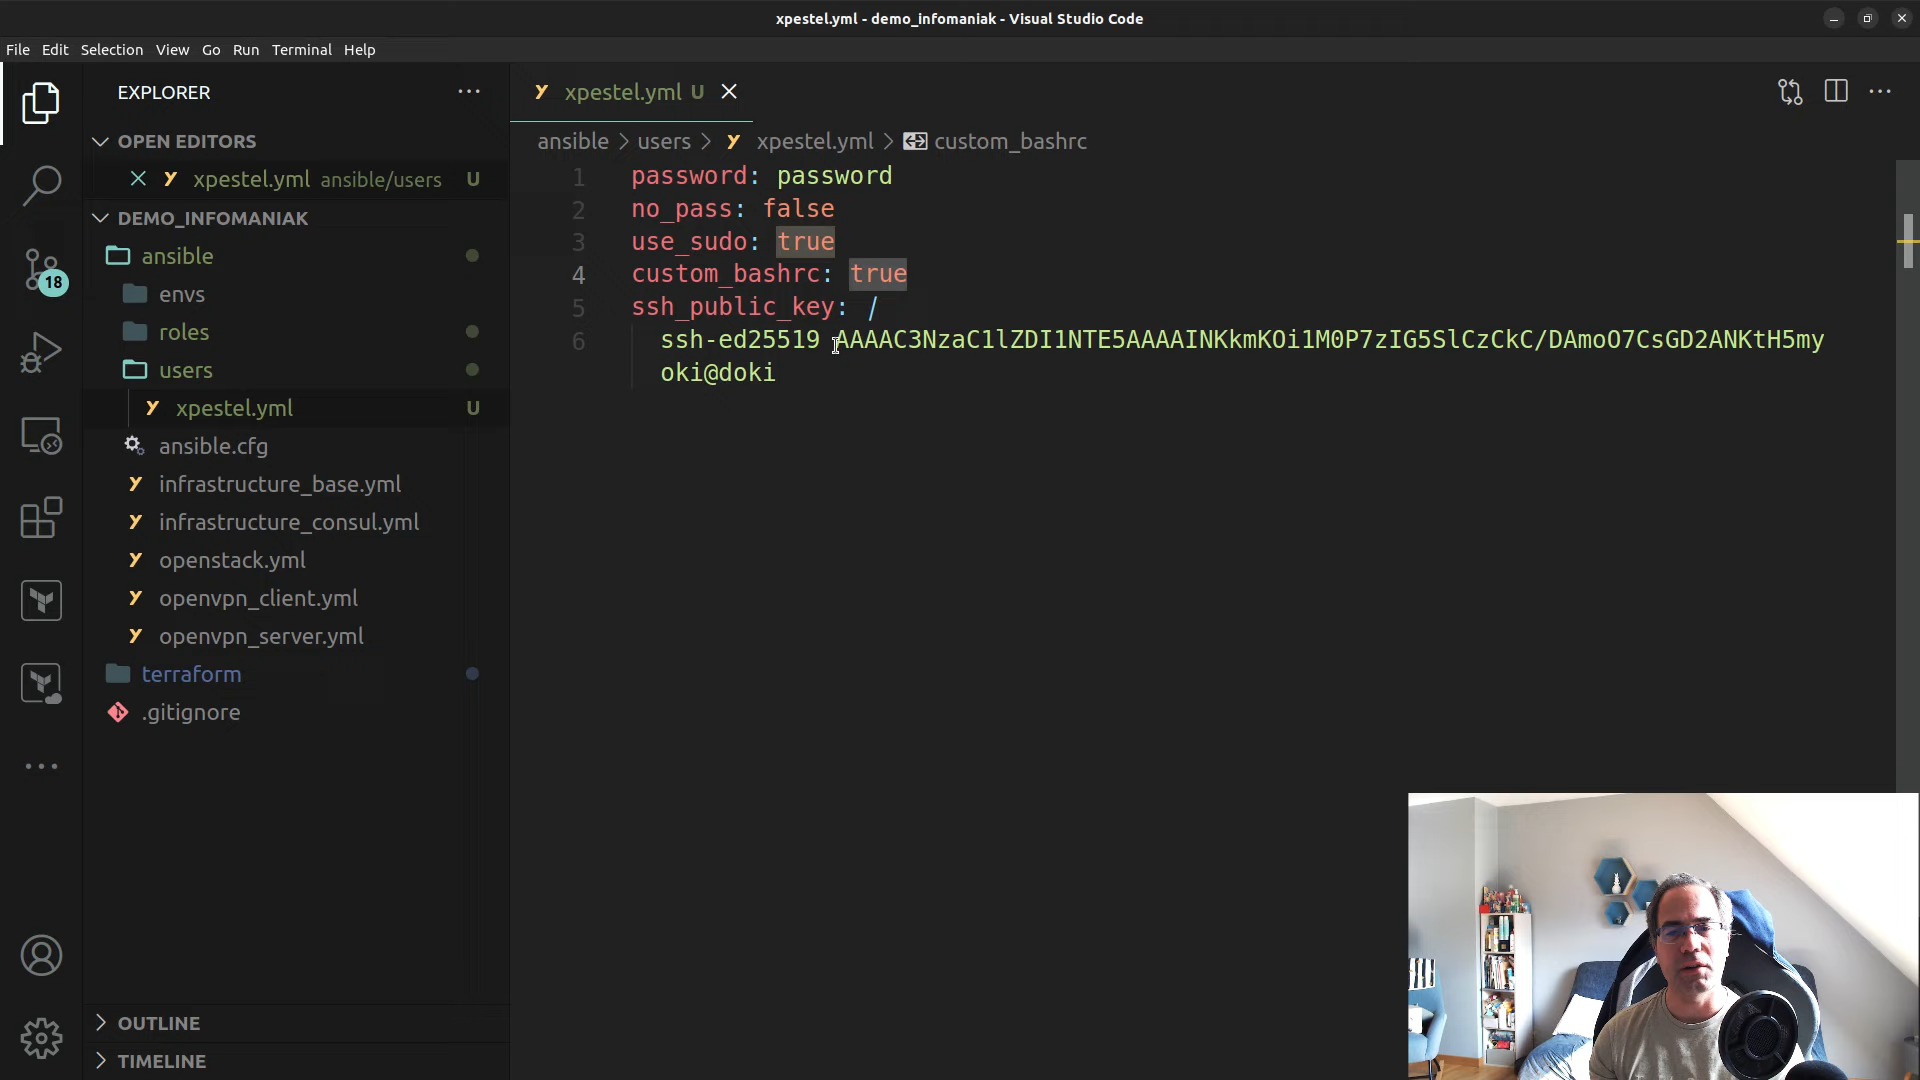 xpestel.yml - demo_infomaniak - Visual Studio Code
File Edit Selection View Go Run Terminal Help
EXPLORER
OPEN EDITORS
xpestel.yml ansible/users U
DEMO_INFOMANIAK
ansible
envs
roles
users
xpestel.yml U
ansible.cfg
infrastructure_base.yml
infrastructure_consul.yml
openstack.yml
openvpn_client.yml
openvpn_server.yml
terraform
.gitignore
OUTLINE
TIMELINE
18
xpestel.yml U
ansible > users > xpestel.yml > custom_bashrc
1 password: password
2 no_pass: false
3 use_sudo: true
4 custom_bashrc: true
5 ssh_public_key: /
6 ssh-ed25519 AAAAC3NzaC1lZDI1NTE5AAAAINKkmKOi1M0P7zIG5SlCzCkC/DAmoO7CsGD2ANKtH5my
oki@doki